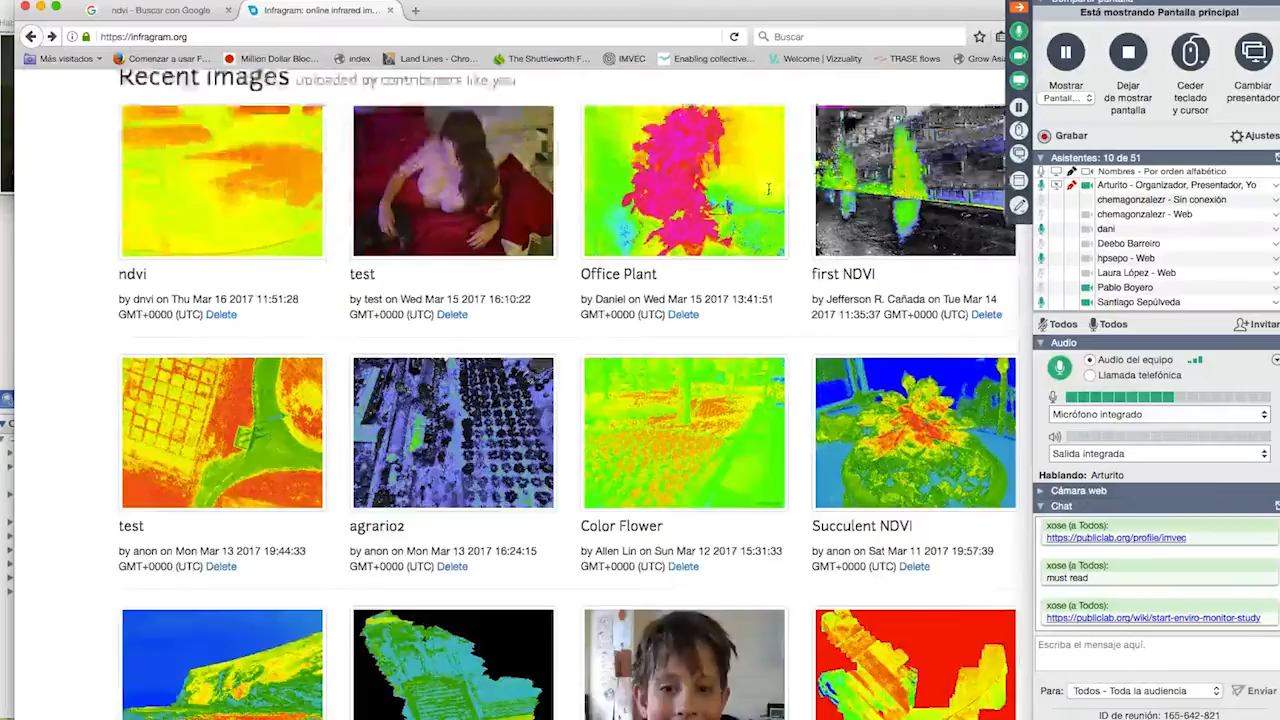 ndvi - Buscar con Google
Infragram: online infrared im...
https://infragram.org
Buscar
Más visitados
Comenzar a usar F...
Million Dollar Bloc...
index
Land Lines - Chro...
The Shuttleworth F...
IMVEC
Enabling collective...
Welcome | Vizzuality
TRASE flows
Grow Asia
Recent images uploaded by contributors like you
ndvi
by dnvi on Thu Mar 16 2017 11:51:28
GMT+0000 (UTC) Delete
test
by test on Wed Mar 15 2017 16:10:22
GMT+0000 (UTC) Delete
Office Plant
by Daniel on Wed Mar 15 2017 13:41:51
GMT+0000 (UTC) Delete
first NDVI
by Jefferson R. Cañada on Tue Mar 14
2017 11:35:37 GMT+0000 (UTC) Delete
test
by anon on Mon Mar 13 2017 19:44:33
GMT+0000 (UTC) Delete
agrario2
by anon on Mon Mar 13 2017 16:24:15
GMT+0000 (UTC) Delete
Color Flower
by Allen Lin on Sun Mar 12 2017 15:31:33
GMT+0000 (UTC) Delete
Succulent NDVI
by anon on Sat Mar 11 2017 19:57:39
GMT+0000 (UTC) Delete
Compartir pantalla
Está mostrando Pantalla principal
Mostrar
Pantall...
Dejar
de mostrar
pantalla
Ceder
teclado
y cursor
Cambiar
presentador
Grabar
Ajustes
Asistentes: 10 de 51
Nombres - Por orden alfabético
Arturito - Organizador, Presentador, Yo
chemagonzalezr - Sin conexión
chemagonzalezr - Web
dani
Deebo Barreiro
hpsepo - Web
Laura López - Web
Pablo Boyero
Santiago Sepúlveda
Todos
Todos
Invitar
Audio
Audio del equipo
Llamada telefónica
Micrófono integrado
Salida integrada
Hablando: Arturito
Cámara web
Chat
xose (a Todos):
https://publiclab.org/profile/imvec
xose (a Todos):
must read
xose (a Todos):
https://publiclab.org/wiki/start-enviro-monitor-study
Escriba el mensaje aquí.
Para: Todos - Toda la audiencia
Enviar
ID de reunión: 165-642-821